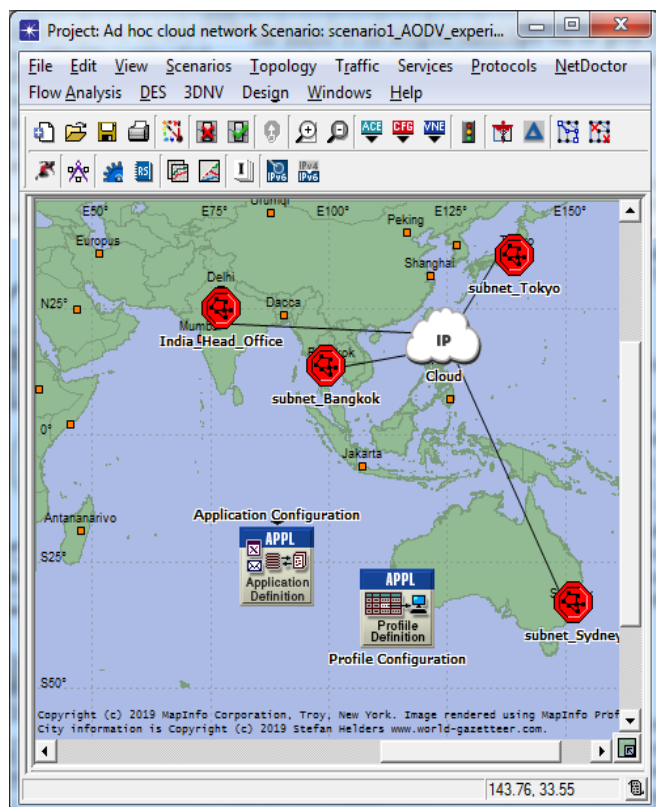 Project: Ad hoc cloud network Scenario: scenario1_AODV_experi...
File Edit View Scenarios Topology Traffic Services Protocols NetDoctor
Flow Analysis DES 3DNV Design Windows Help
ACE CFG VNE
RS IPv6 IPv4 IPv6
E50° E75° E100° E125° E150°
Urumqi
Peking
Europus
Shanghai
subnet_Tokyo
Delhi
N25°
Dacca
India_Head_Office
IP
Cloud
subnet_Bangkok
0°
Jakarta
Antananarivo
Application Configuration
APPL
Application
Definition
S25°
APPL
Profile
Definition
subnet_Sydney
Profile Configuration
S50°
Copyright (c) 2019 MapInfo Corporation, Troy, New York. Image rendered using MapInfo Prof
City information is Copyright (c) 2019 Stefan Helders www.world-gazetteer.com.
143.76, 33.55